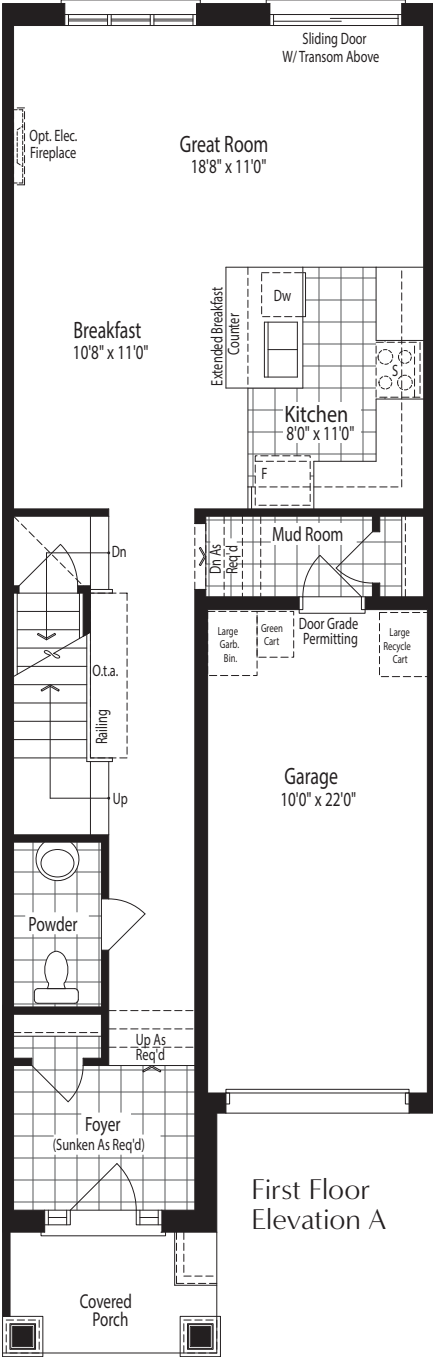 Sliding Door
W/ Transom Above
Opt. Elec.
Fireplace
Great Room
18'8" x 11'0"
Extended Breakfast
Counter
Dw
Breakfast
10'8" x 11'0"
S
Kitchen
8'0" x 11'0"
F
Mud Room
Dn
Dn As
Req'd
Door Grade
Permitting
Large
Garb.
Bin.
Green
Cart
Large
Recycle
Cart
O.t.a.
Railing
Up
Garage
10'0" x 22'0"
Powder
Up As
Req'd
Foyer
(Sunken As Req'd)
First Floor
Elevation A
Covered
Porch